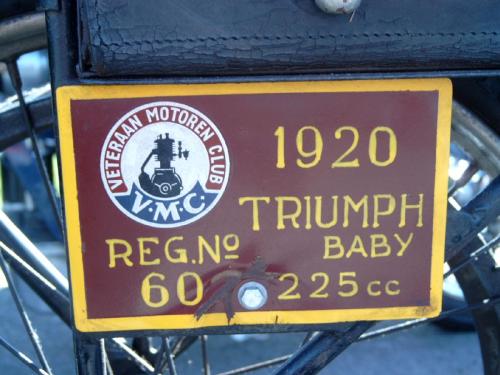 VETERAAN MOTOREN CLUB
V·M·C·
1920
TRIUMPH
REG.Nº BABY
60 225cc